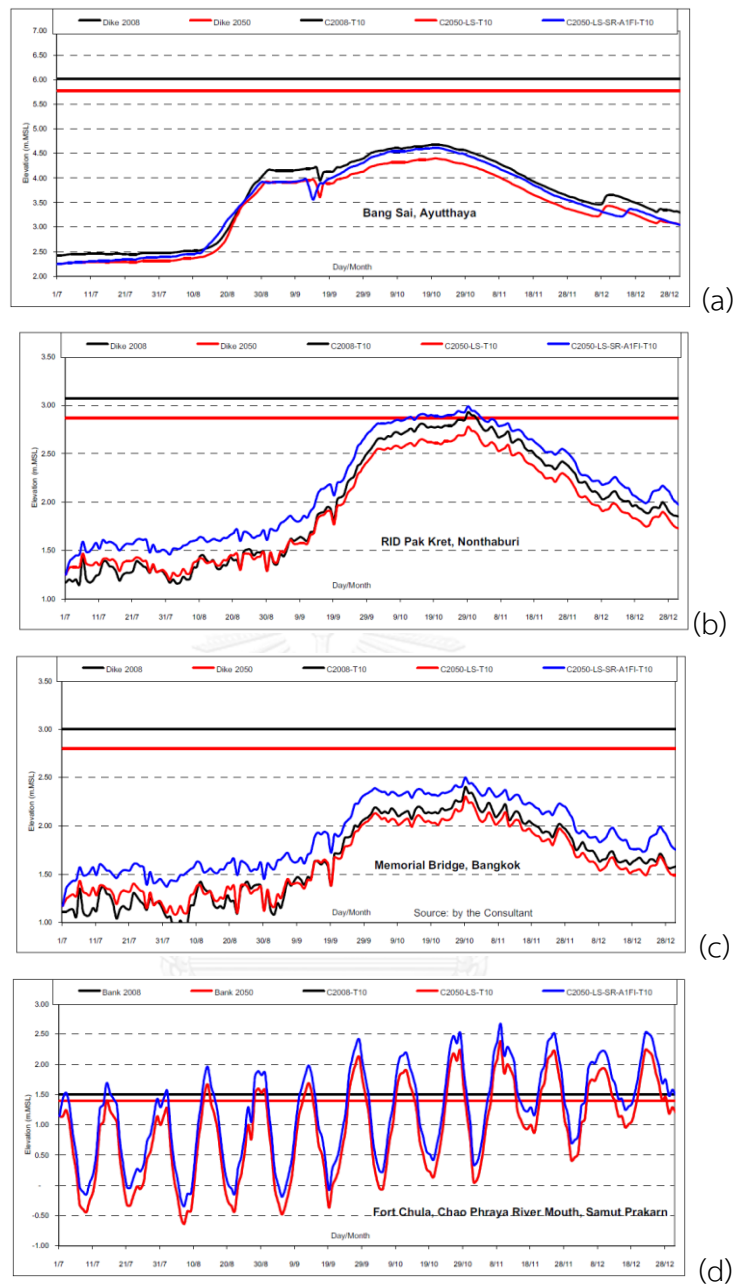 Dike 2008 Dike 2050 C2008-T10 C2050-LS-T10 C2050-LS-SR-A1FI-T10
7.00
6.50
6.00
5.50
5.00
4.50
4.00
3.50
3.00
2.50
2.00
Elevation (m.MSL)
Bang Sai, Ayutthaya
Day/Month
1/7 11/7 21/7 31/7 10/8 20/8 30/8 9/9 19/9 29/9 9/10 19/10 29/10 8/11 18/11 28/11 8/12 18/12 28/12
(a)
Dike 2008 Dike 2050 C2008-T10 C2050-LS-T10 C2050-LS-SR-A1FI-T10
3.50
3.00
2.50
2.00
1.50
1.00
Elevation (m.MSL)
RID Pak Kret, Nonthaburi
Day/Month
1/7 11/7 21/7 31/7 10/8 20/8 30/8 9/9 19/9 29/9 9/10 19/10 29/10 8/11 18/11 28/11 8/12 18/12 28/12
(b)
Dike 2008 Dike 2050 C2008-T10 C2050-LS-T10 C2050-LS-SR-A1FI-T10
3.50
3.00
2.50
2.00
1.50
1.00
Elevation (m.MSL)
Memorial Bridge, Bangkok
Day/Month
Source: by the Consultant
1/7 11/7 21/7 31/7 10/8 20/8 30/8 9/9 19/9 29/9 9/10 19/10 29/10 8/11 18/11 28/11 8/12 18/12 28/12
(c)
Bank 2008 Bank 2050 C2008-T10 C2050-LS-T10 C2050-LS-SR-A1FI-T10
3.00
2.50
2.00
1.50
1.00
0.50
-
-0.50
-1.00
Elevation (m.MSL)
Fort Chula, Chao Phraya River Mouth, Samut Prakarn
Day/Month
1/7 11/7 21/7 31/7 10/8 20/8 30/8 9/9 19/9 29/9 9/10 19/10 29/10 8/11 18/11 28/11 8/12 18/12 28/12
(d)